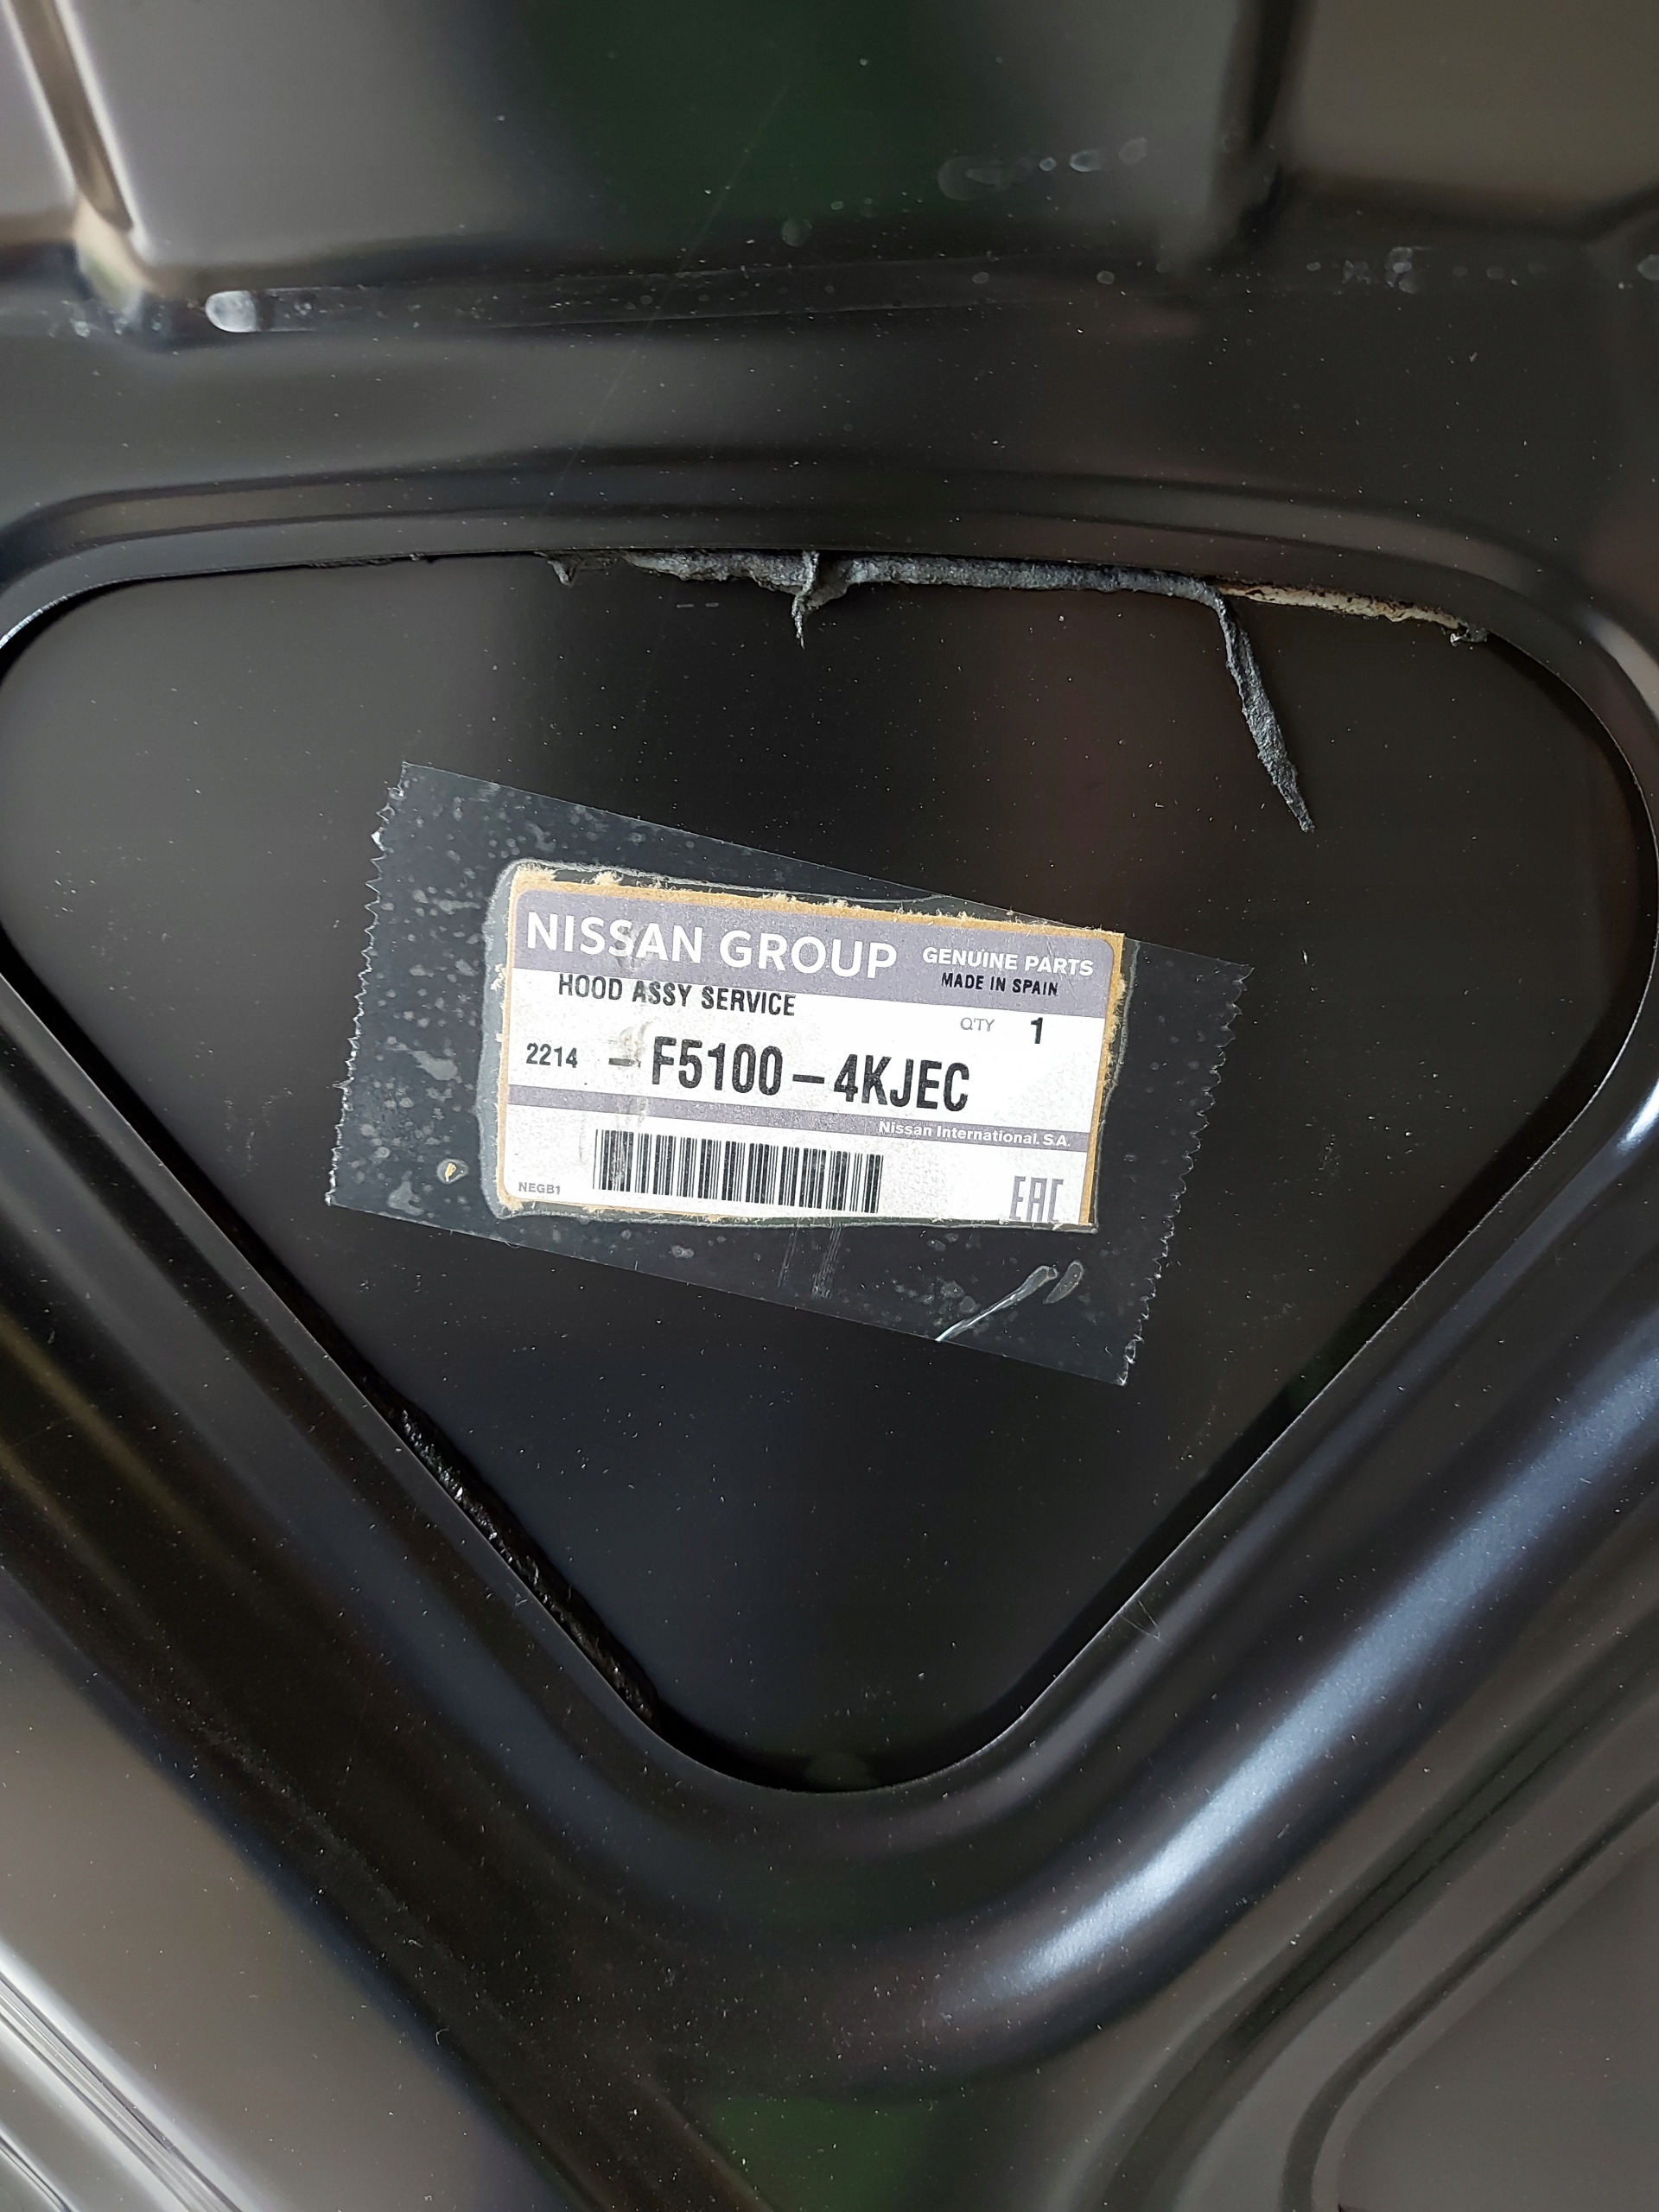 NISSAN GROUP GENUINE PARTS
MADE IN SPAIN
HOOD ASSY SERVICE
QTY 1
2214 - F5100 - 4KJEC
Nissan International. S.A.
NEGB1
EAC